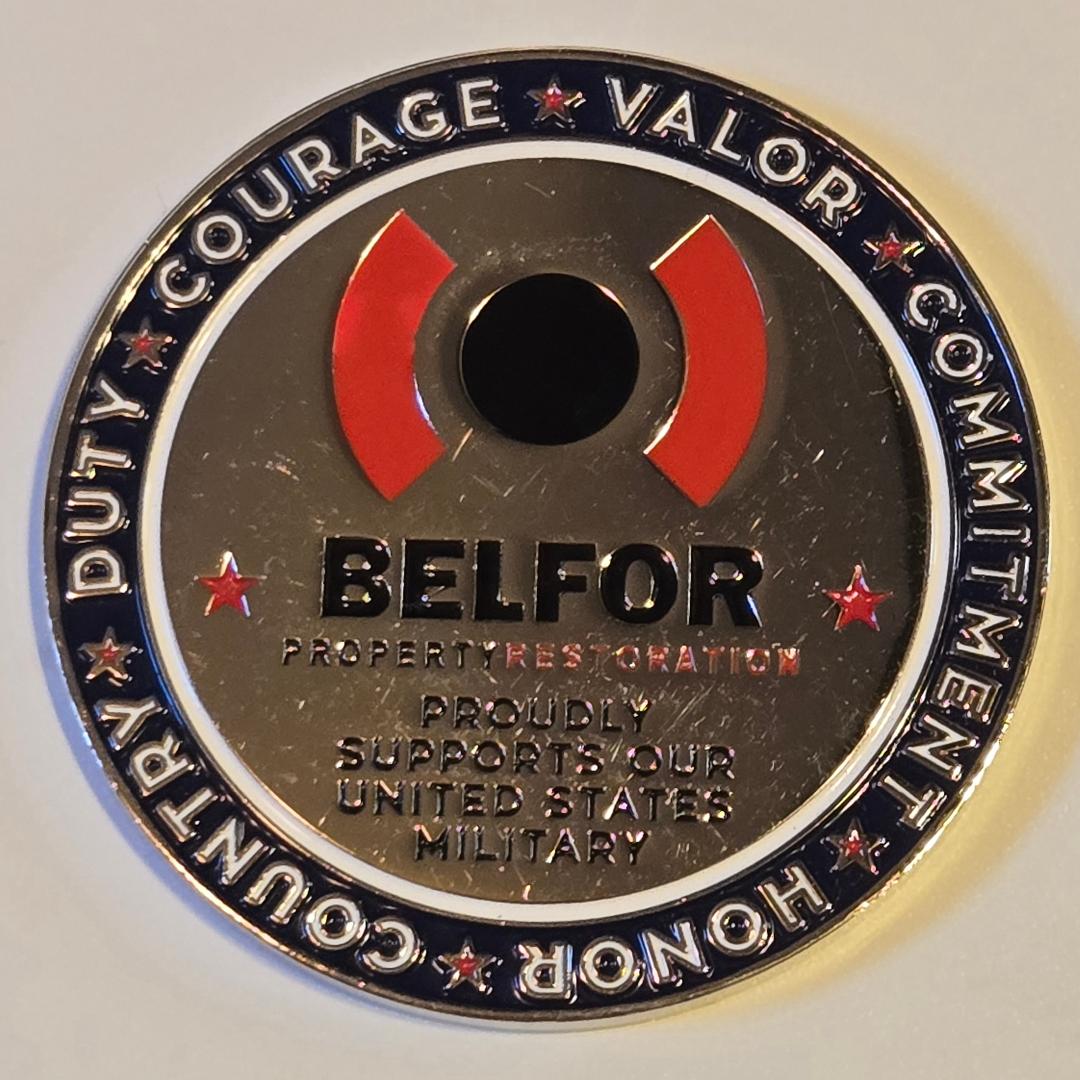 DUTY ★ COURAGE ★ VALOR ★ COMMITMENT ★ HONOR ★ COUNTRY ★
BELFOR
PROPERTYRESTORATION
PROUDLY
SUPPORTS OUR
UNITED STATES
MILITARY